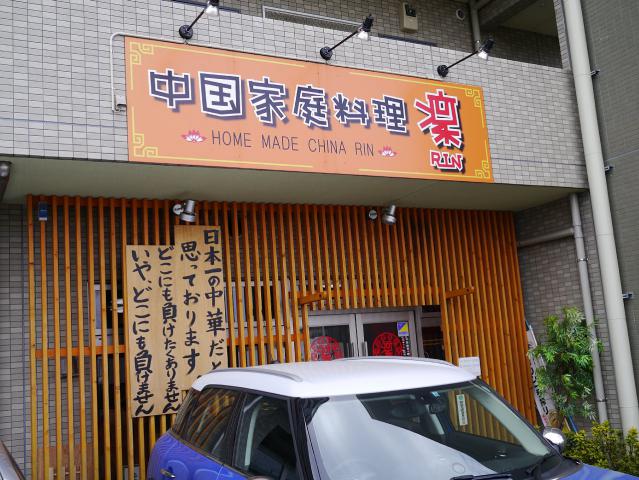 中国家庭料理 凛
HOME MADE CHINA RIN
RIN
日本一の中華だと
思っております
どこにも負けたくありません
いや、どこにも負けません